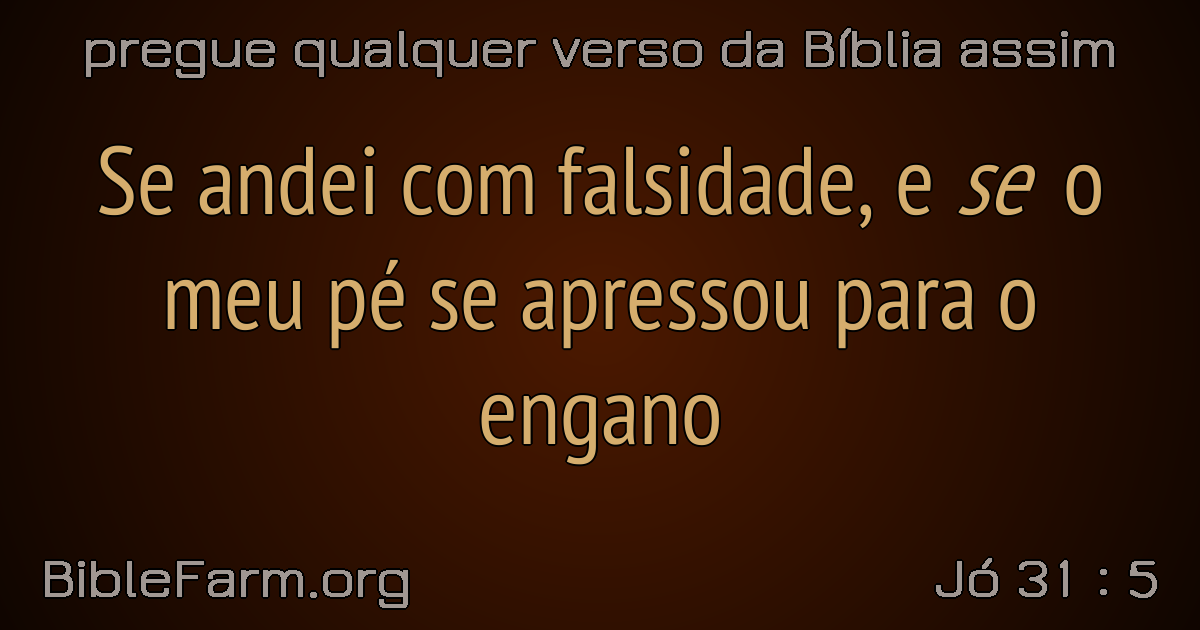 pregue qualquer verso da Bíblia assim
Se andei com falsidade, e se o
meu pé se apressou para o
engano
BibleFarm.org
Jó 31 : 5